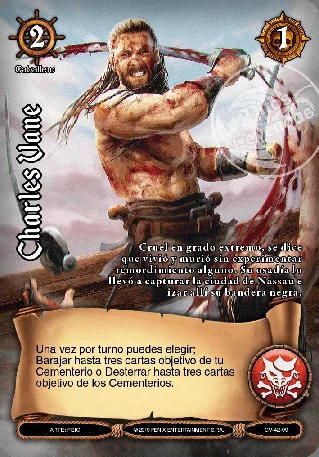 2
1
Caballero
Charles Vane
Cruel en grado extremo, se dice
que vivió y murió sin experimentar
remordimiento alguno. Su osadía lo
llevó a capturar la ciudad de Nassau e
izar allí su bandera negra.
Una vez por turno puedes elegir;
Barajar hasta tres cartas objetivo de tu
Cementerio o Desterrar hasta tres cartas
objetivo de los Cementerios.
ARTE: FEIG